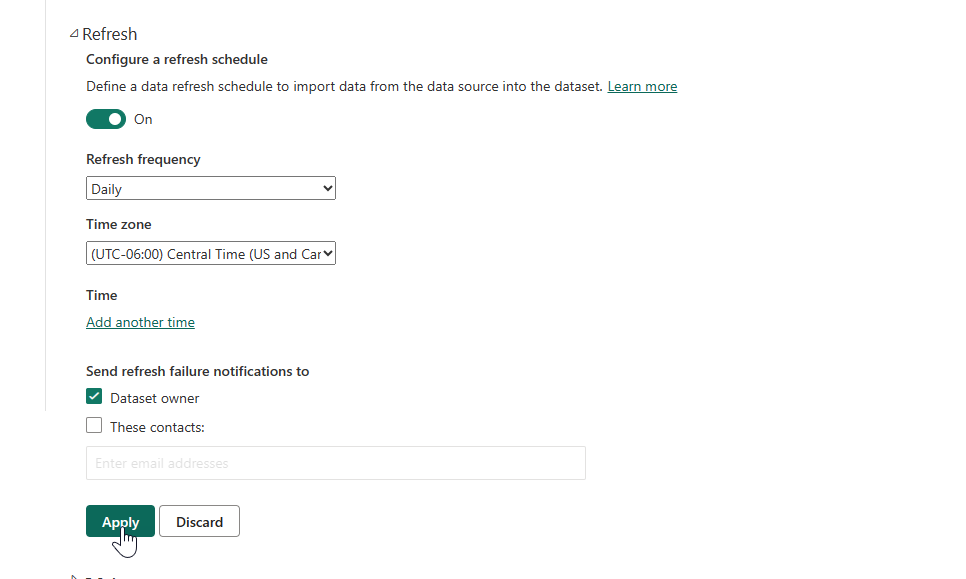 Refresh
Configure a refresh schedule
Define a data refresh schedule to import data from the data source into the dataset. Learn more
On
Refresh frequency
Daily
Time zone
(UTC-06:00) Central Time (US and Car
Time
Add another time
Send refresh failure notifications to
Dataset owner
These contacts:
Enter email addresses
Apply Discard